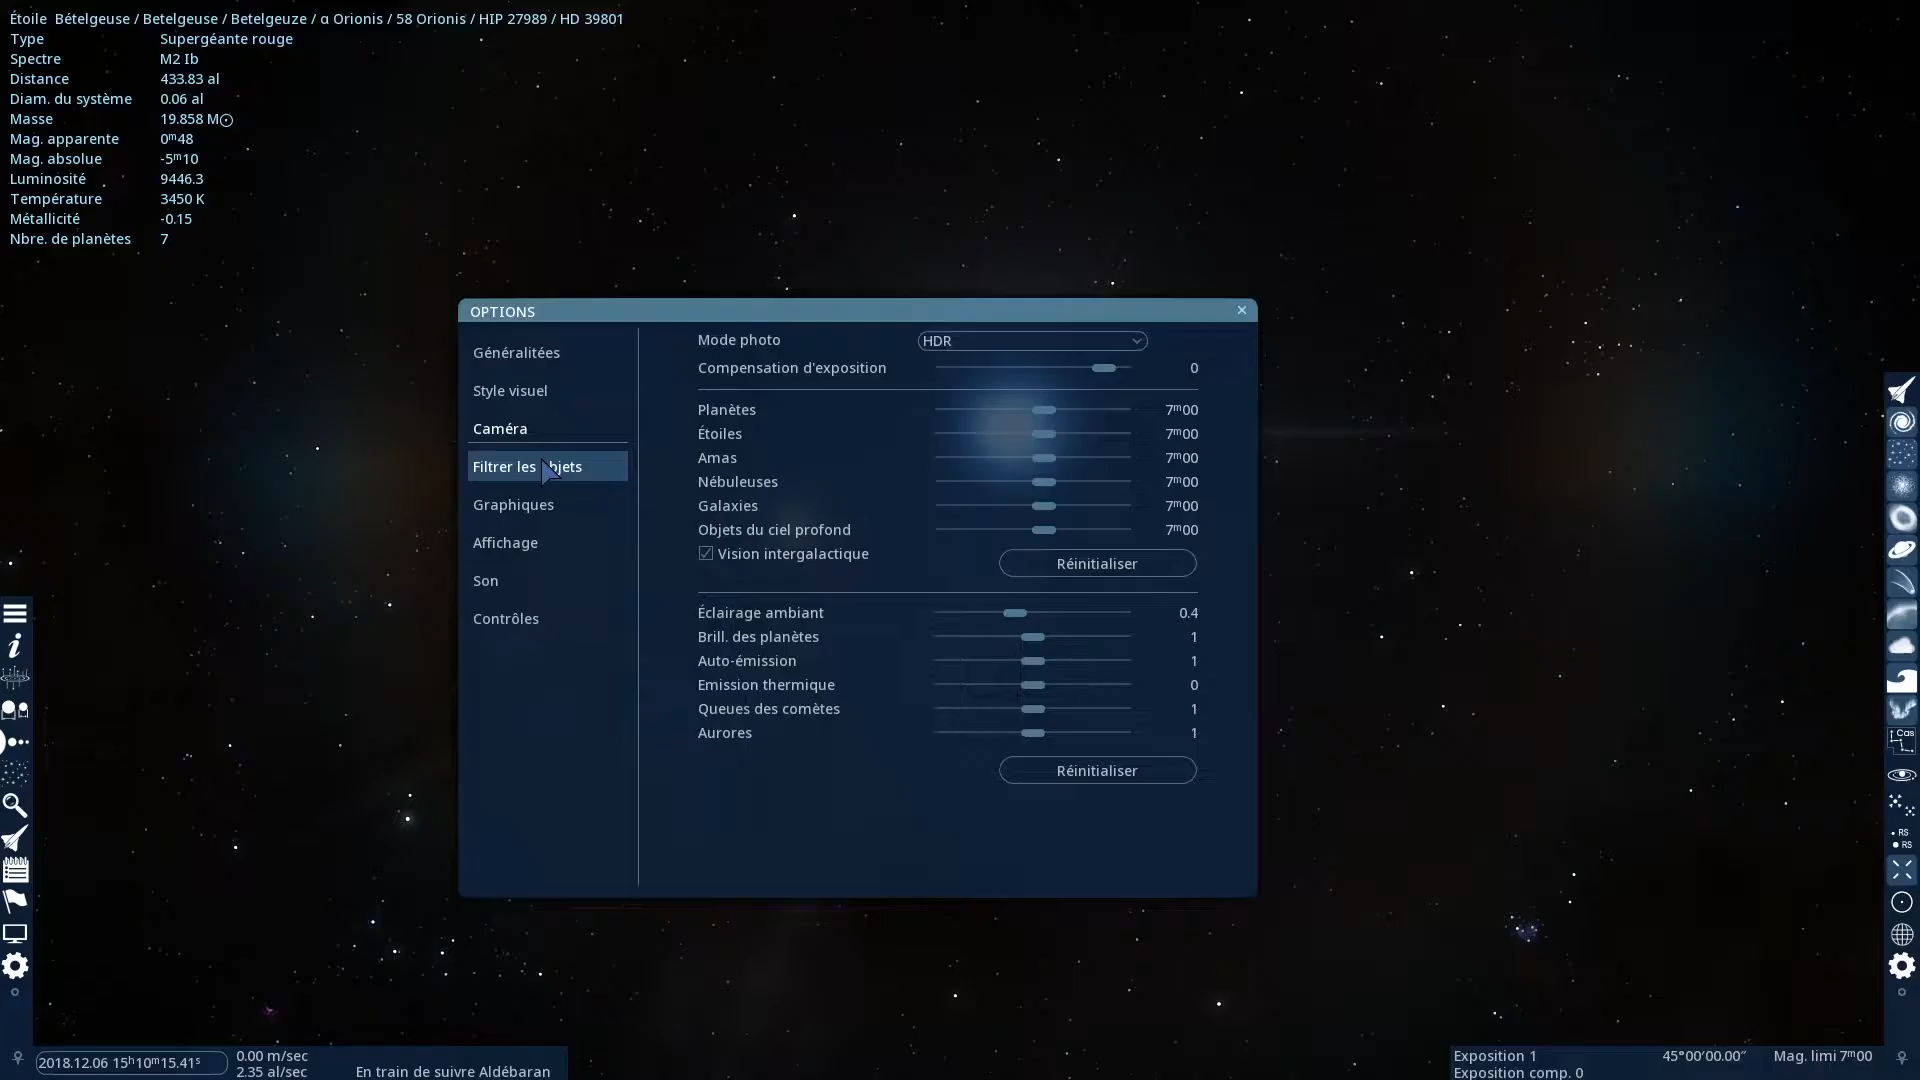 Étoile Bételgeuse / Betelgeuse / Betelgeuze / α Orionis / 58 Orionis / HIP 27989 / HD 39801
Type Supergéante rouge
Spectre M2 Ib
Distance 433.83 al
Diam. du système 0.06 al
Masse 19.858 M☉
Mag. apparente 0ᵐ48
Mag. absolue -5ᵐ10
Luminosité 9446.3
Température 3450 K
Métallicité -0.15
Nbre. de planètes 7
OPTIONS
Généralités
Style visuel
Caméra
Filtrer les objets
Graphiques
Affichage
Son
Contrôles
Mode photo HDR
Compensation d'exposition 0
Planètes 7ᵐ00
Étoiles 7ᵐ00
Amas 7ᵐ00
Nébuleuses 7ᵐ00
Galaxies 7ᵐ00
Objets du ciel profond 7ᵐ00
Vision intergalactique
Réinitialiser
Éclairage ambiant 0.4
Brill. des planètes 1
Auto-émission 1
Emission thermique 0
Queues des comètes 1
Aurores 1
Réinitialiser
Cas
RS
RS
2018.12.06 15ʰ10ᵐ15.41ˢ
0.00 m/sec
2.35 al/sec
En train de suivre Aldébaran
Exposition 1
45°00′00.00″
Mag. limi 7ᵐ00
Exposition comp. 0